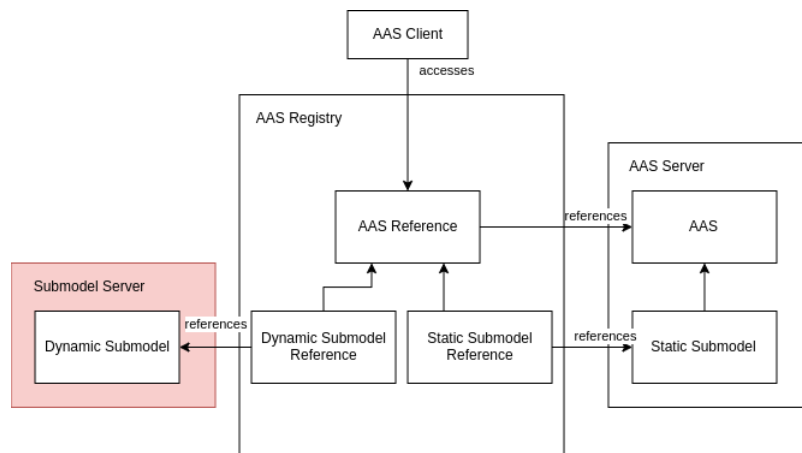 AAS Client
accesses
AAS Registry
AAS Server
AAS Reference
references
AAS
Submodel Server
Dynamic Submodel
references
Dynamic Submodel
Reference
Static Submodel
Reference
references
Static Submodel